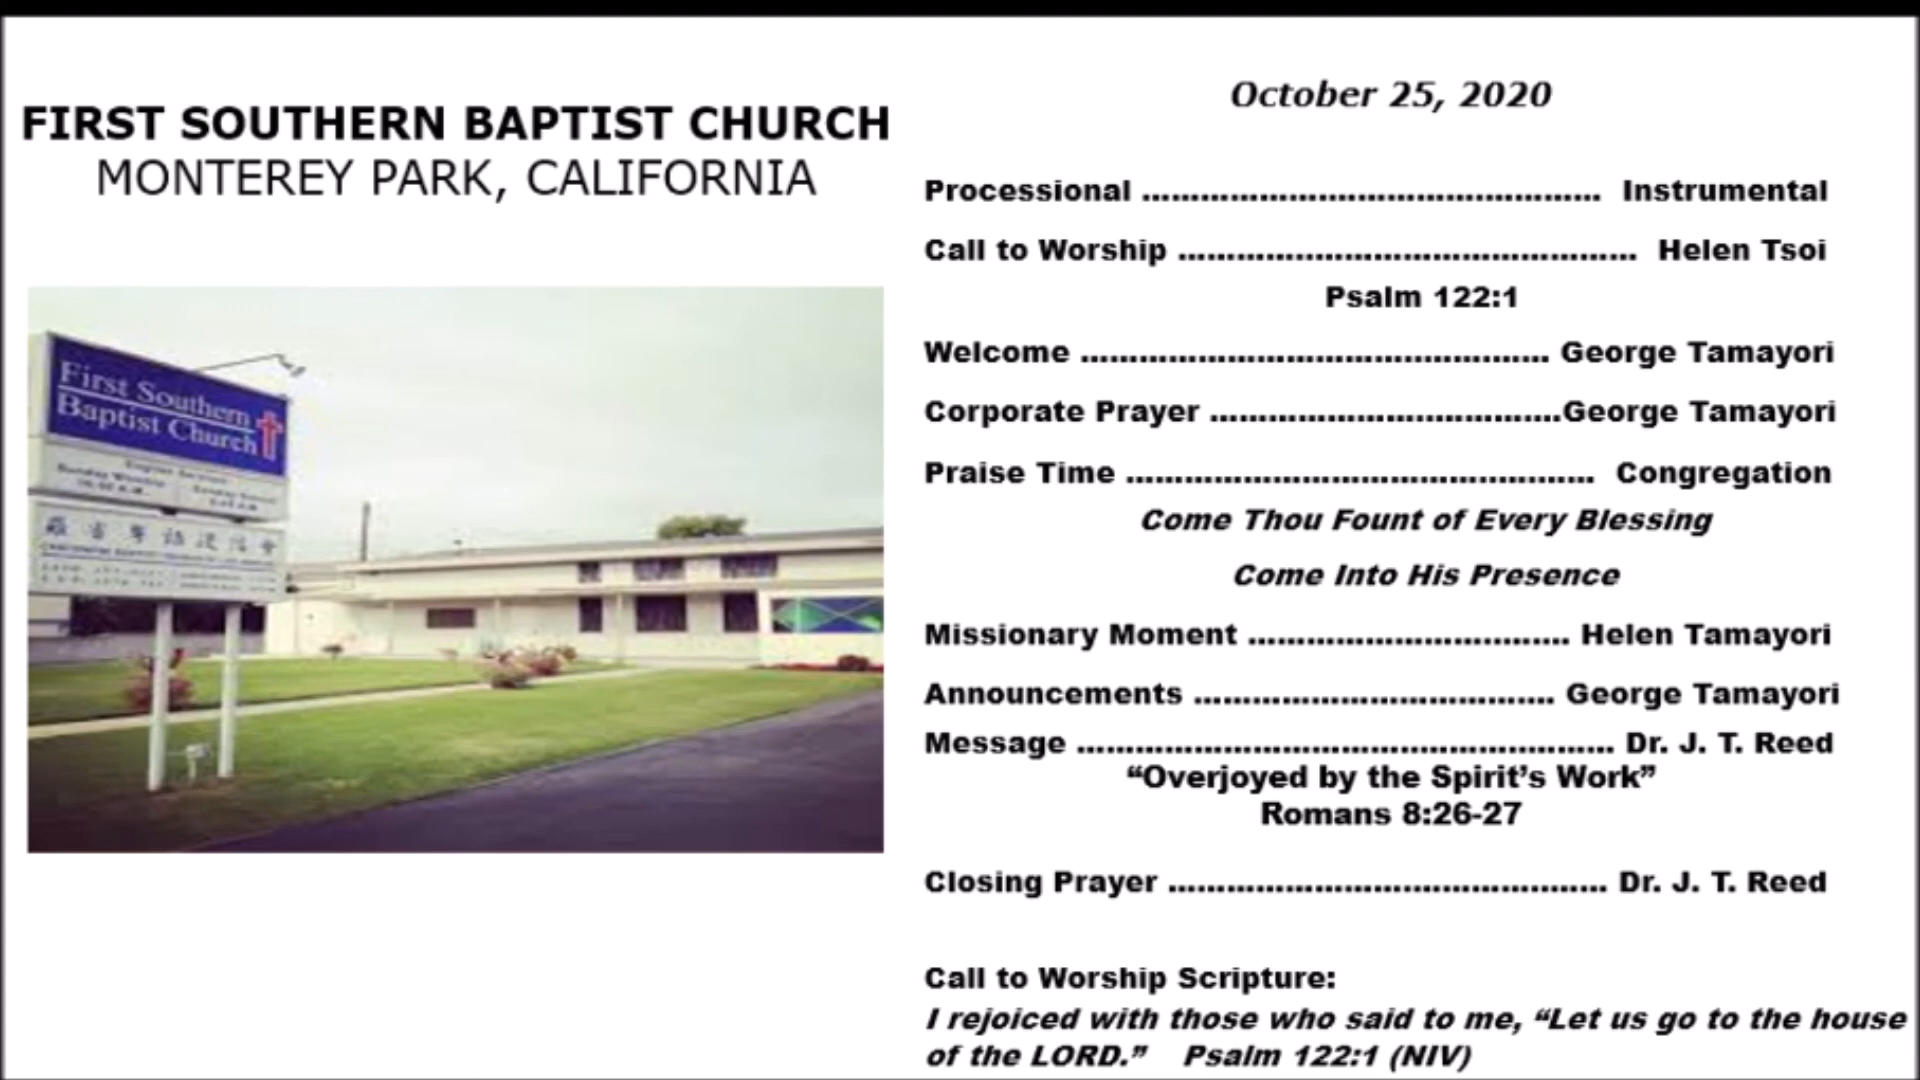 FIRST SOUTHERN BAPTIST CHURCH
MONTEREY PARK, CALIFORNIA
First Southern
Baptist Church
October 25, 2020
Processional ................................................ Instrumental
Call to Worship ................................................ Helen Tsoi
Psalm 122:1
Welcome ................................................ George Tamayori
Corporate Prayer ....................................George Tamayori
Praise Time ................................................ Congregation
Come Thou Fount of Every Blessing
Come Into His Presence
Missionary Moment ................................. Helen Tamayori
Announcements ..................................... George Tamayori
Message ....................................................... Dr. J. T. Reed
“Overjoyed by the Spirit’s Work”
Romans 8:26-27
Closing Prayer ............................................. Dr. J. T. Reed
Call to Worship Scripture:
I rejoiced with those who said to me, “Let us go to the house
of the LORD.” Psalm 122:1 (NIV)